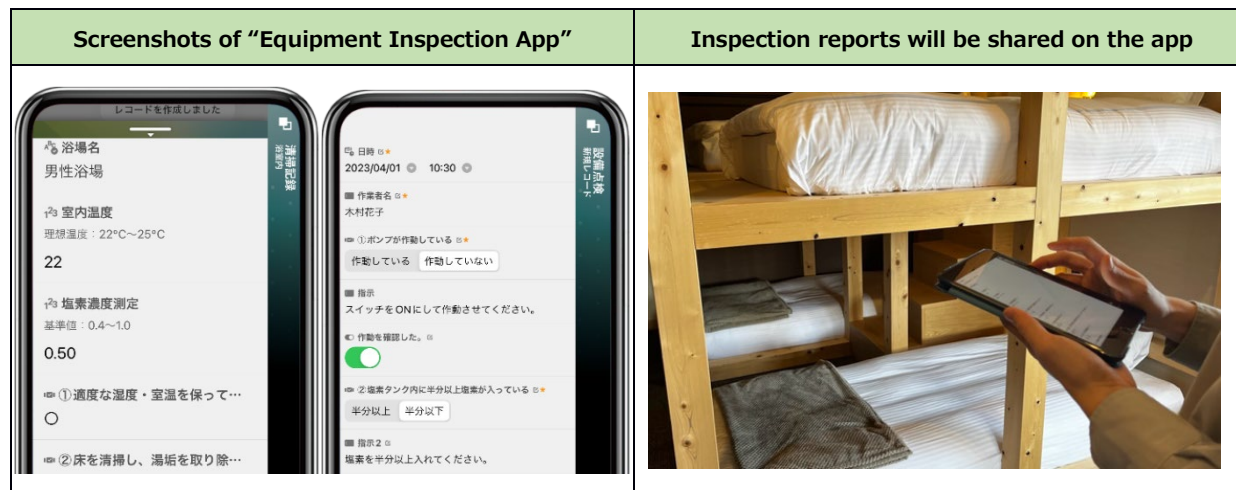 Screenshots of “Equipment Inspection App”
Inspection reports will be shared on the app
レコードを作成しました
浴場名
男性浴場
室内温度
理想温度：22°C～25°C
22
塩素濃度測定
基準値：0.4～1.0
0.50
①適度な湿度・室温を保って…
〇
②床を清掃し、湯垢を取り除…
清掃記録
浴室内
日時
2023/04/01 10:30
作業者名
木村花子
①ポンプが作動している
作動している 作動していない
指示
スイッチをONにして作動させてください。
作動を確認した。
②塩素タンク内に半分以上塩素が入っている
半分以上 半分以下
指示2
塩素を半分以上入れてください。
設備点検
新規レコード